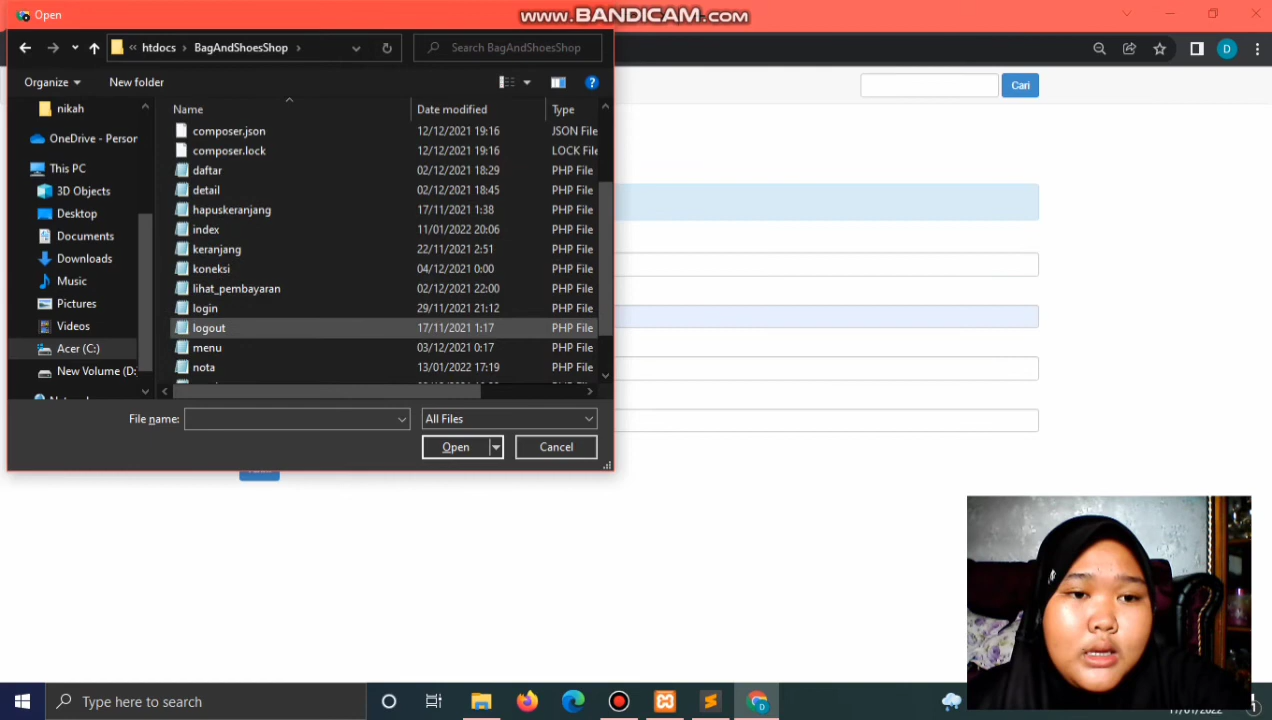 Open
www.BANDICAM.com
htdocs BagAndShoesShop
Search BagAndShoesShop
Cari
Organize New folder
nikah
OneDrive - Person
This PC
3D Objects
Desktop
Documents
Downloads
Music
Pictures
Videos
Acer (C:)
New Volume (D:
Name Date modified Type
composer.json 12/12/2021 19:16 JSON File
composer.lock 12/12/2021 19:16 LOCK File
daftar 02/12/2021 18:29 PHP File
detail 02/12/2021 18:45 PHP File
hapuskeranjang 17/11/2021 1:38 PHP File
index 11/01/2022 20:06 PHP File
keranjang 22/11/2021 2:51 PHP File
koneksi 04/12/2021 0:00 PHP File
lihat_pembayaran 02/12/2021 22:00 PHP File
login 29/11/2021 21:12 PHP File
logout 17/11/2021 1:17 PHP File
menu 03/12/2021 0:17 PHP File
nota 13/01/2022 17:19 PHP File
File name: All Files
Open Cancel
D
Type here to search
17/01/2022
1